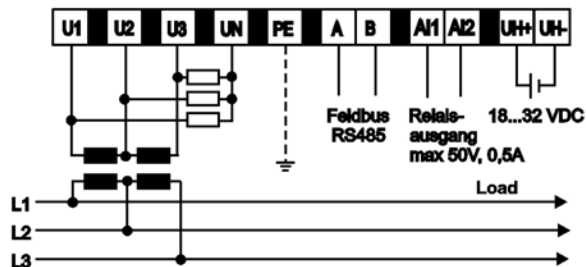 U1 U2 U3 UN PE A B AI1 AI2 UH+ UH-
Feldbus
RS485
Relais-
ausgang
max 50V, 0,5A
18...32 VDC
Load
L1
L2
L3